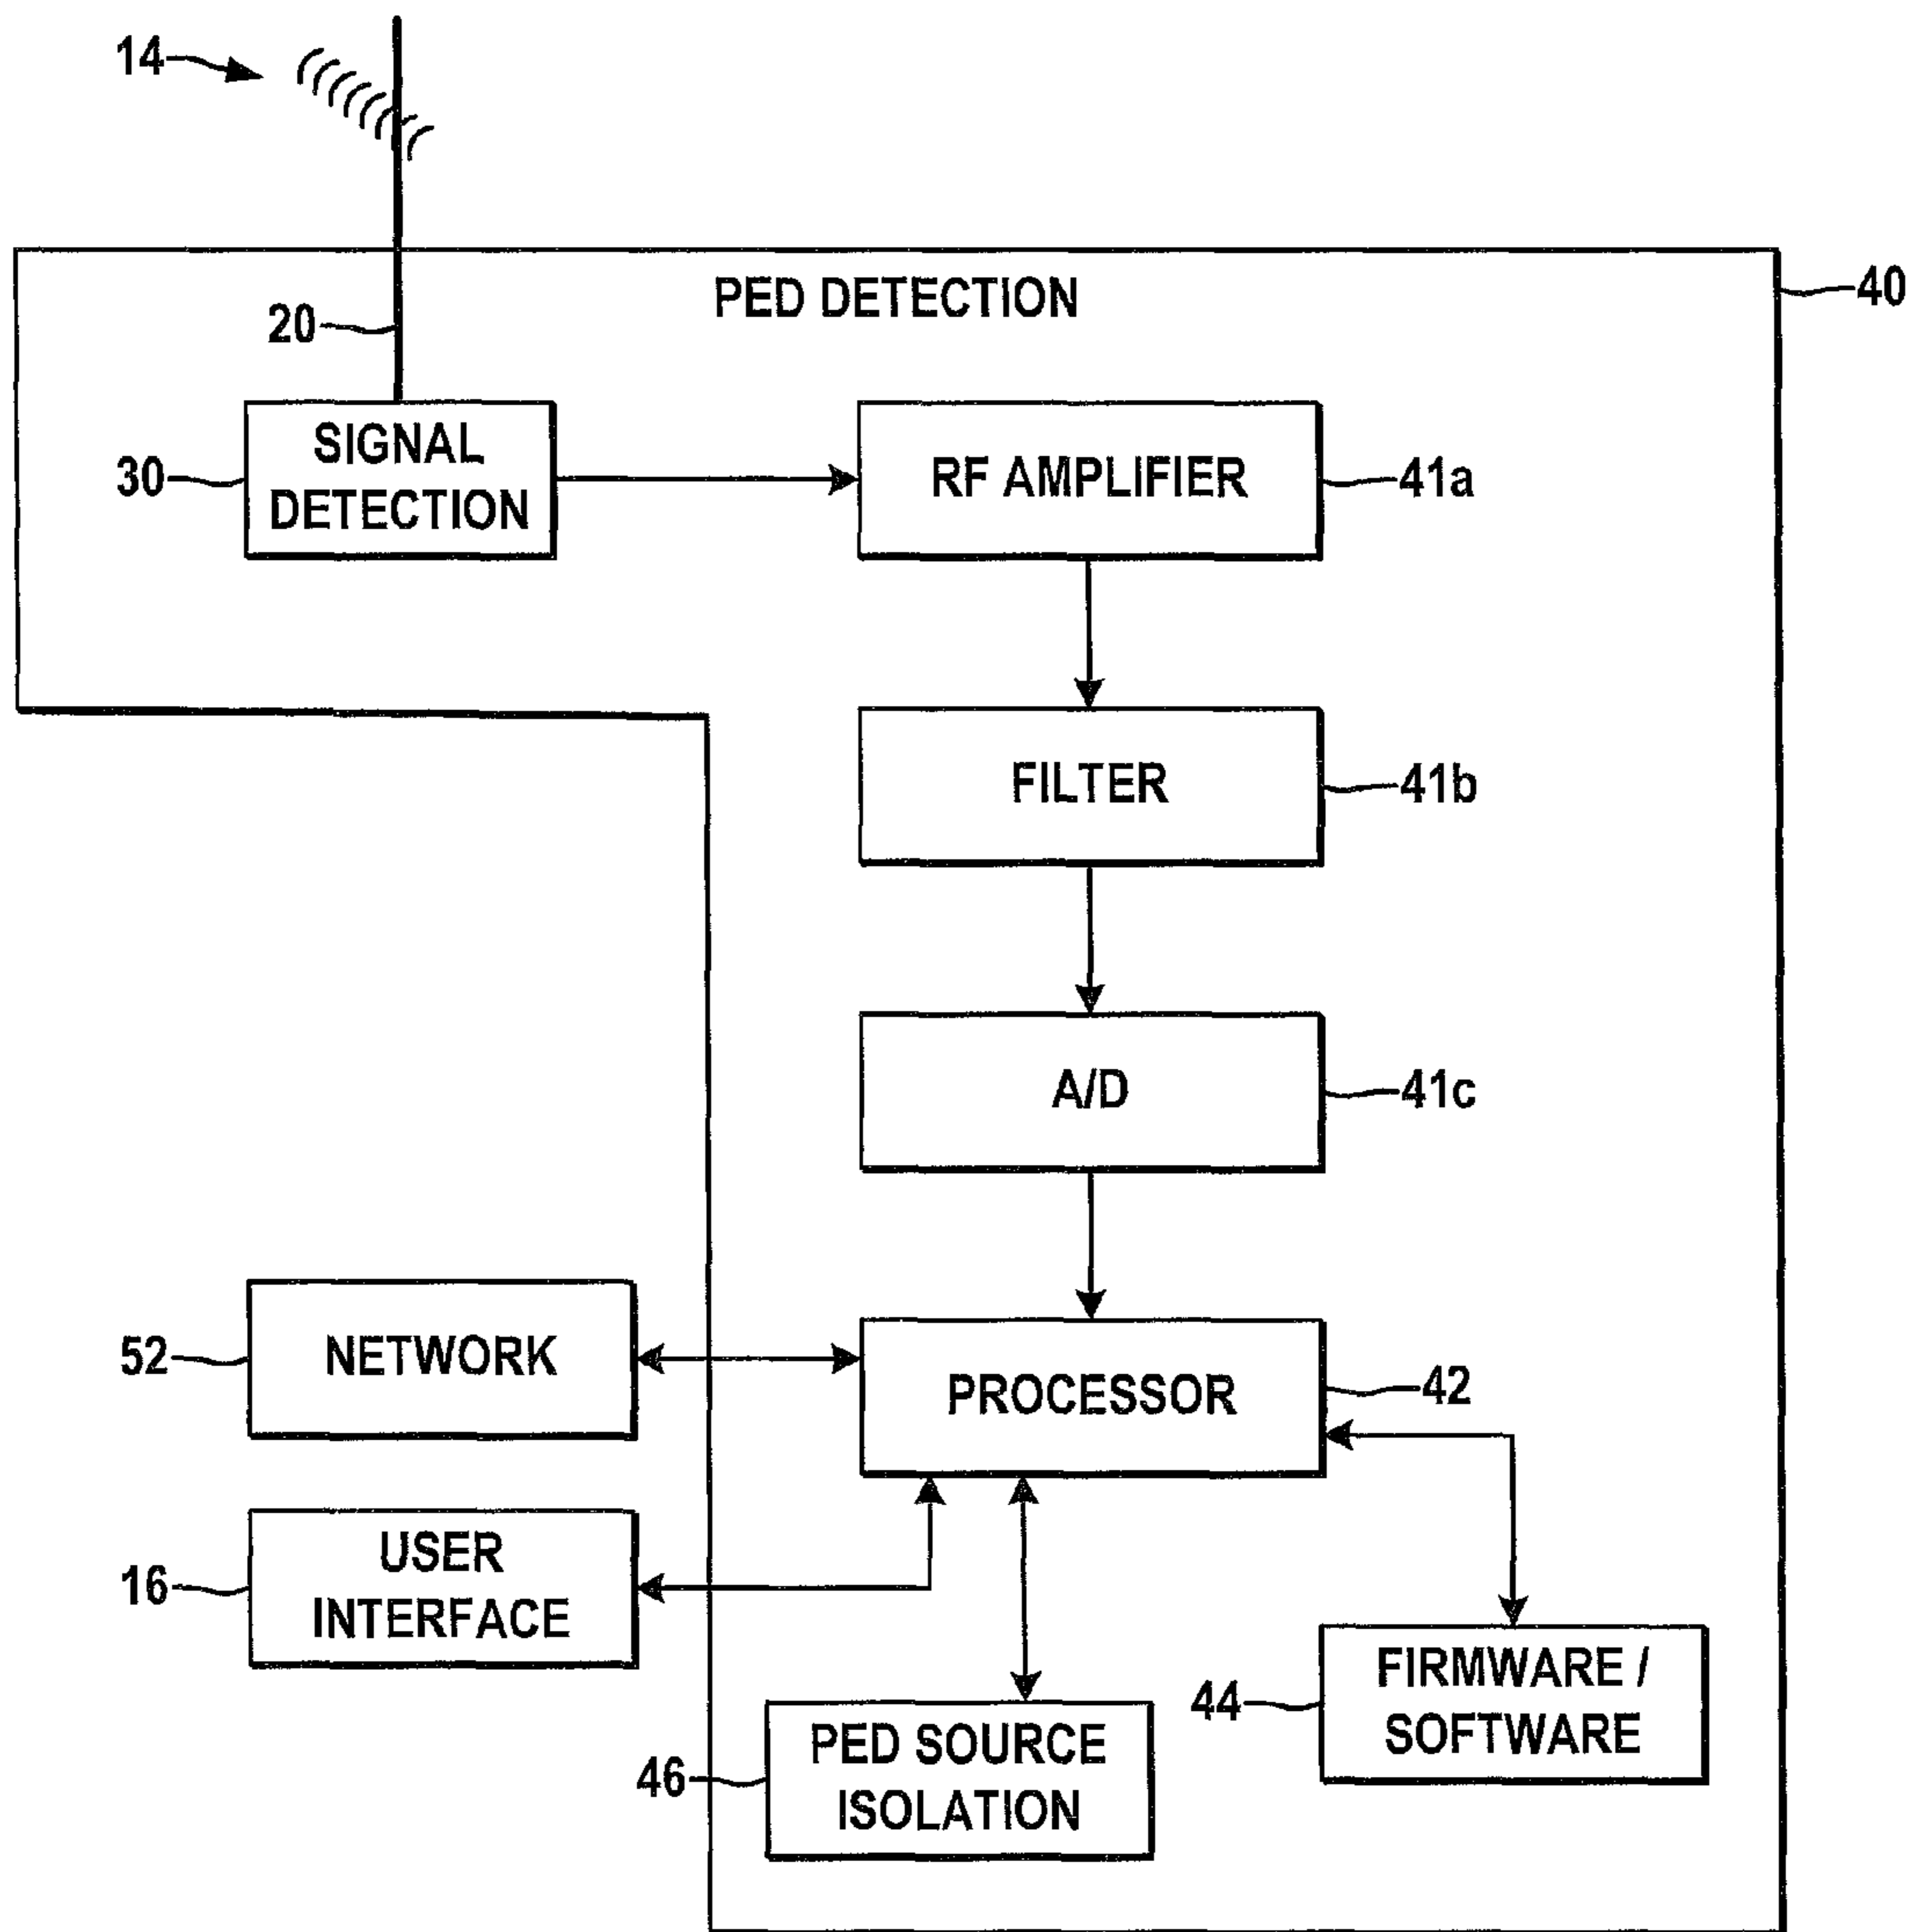 14
PED DETECTION
40
20
SIGNAL
DETECTION
30
RF AMPLIFIER
41a
FILTER
41b
A/D
41c
NETWORK
52
PROCESSOR
42
USER
INTERFACE
16
FIRMWARE /
SOFTWARE
44
PED SOURCE
ISOLATION
46